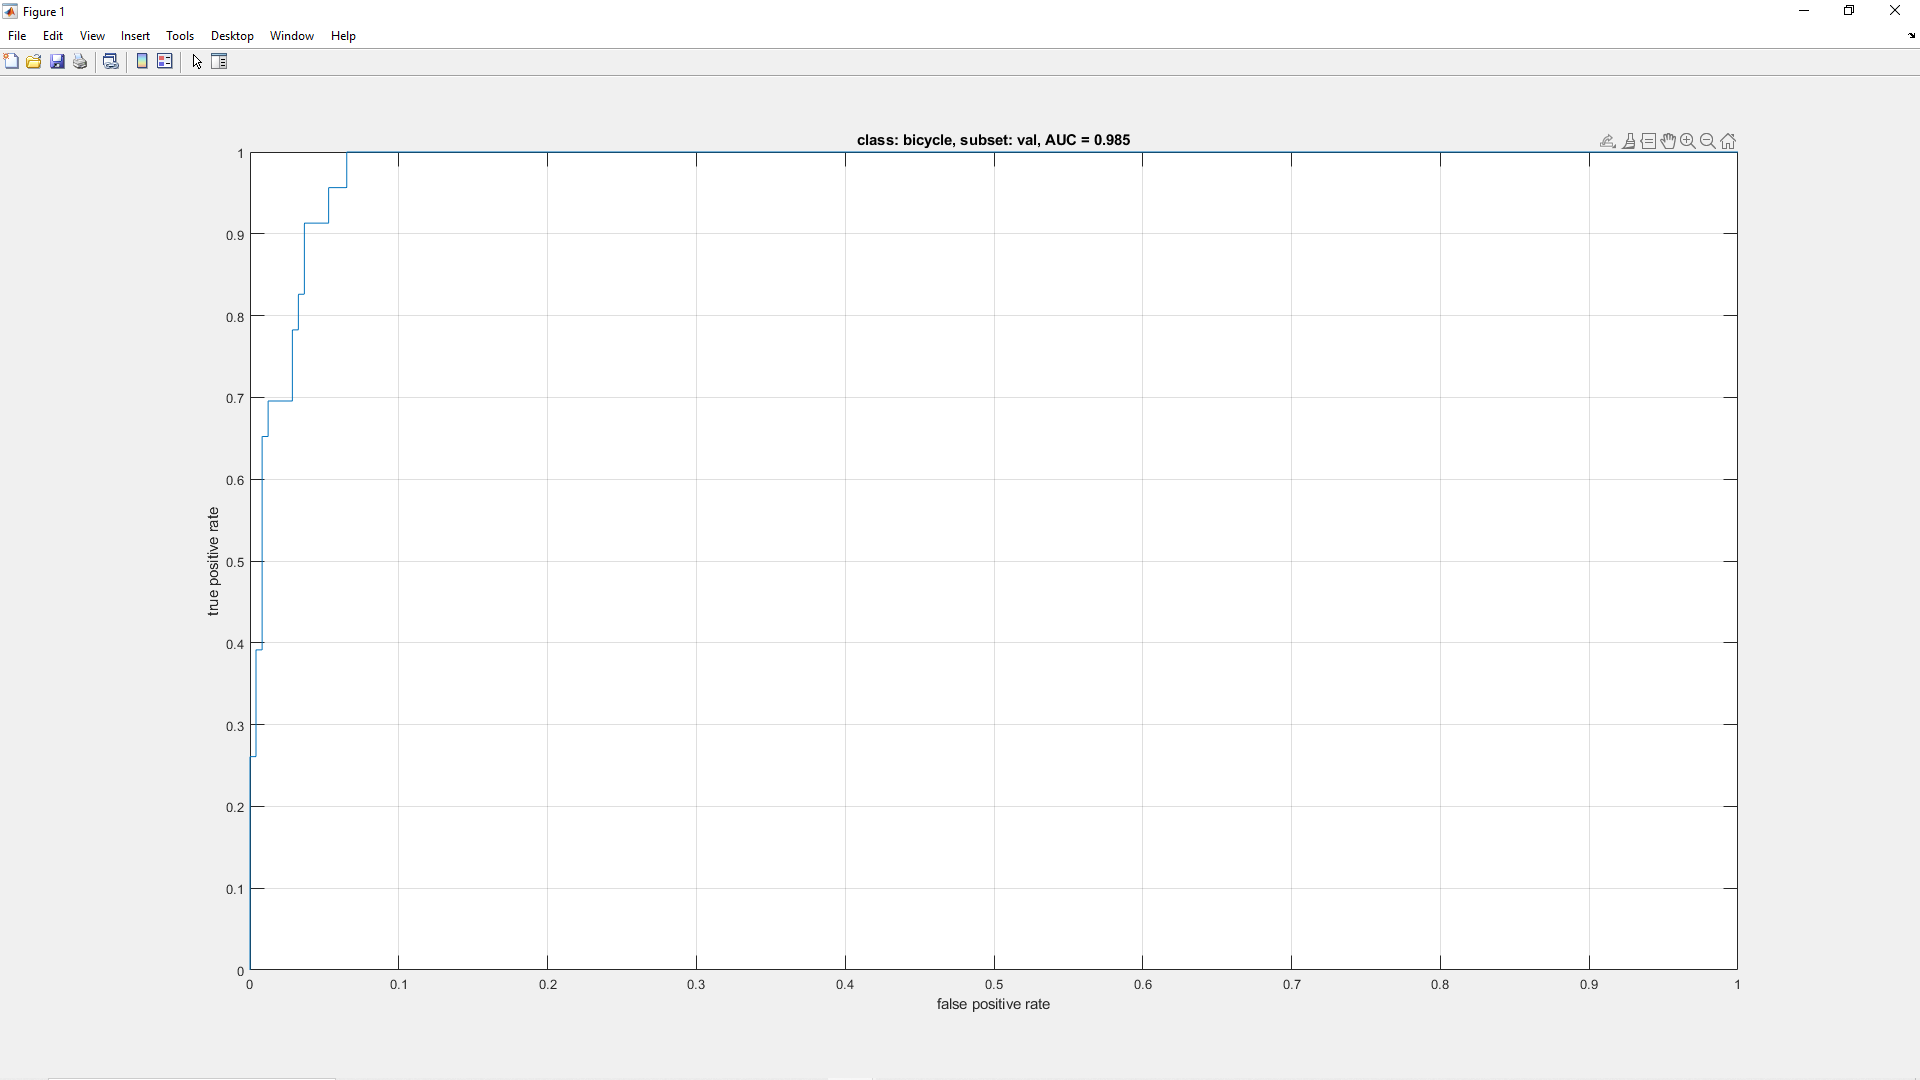 Figure 1
File Edit View Insert Tools Desktop Window Help
class: bicycle, subset: val, AUC = 0.985
1
0.9
0.8
0.7
0.6
0.5
0.4
0.3
0.2
0.1
0
true positive rate
0 0.1 0.2 0.3 0.4 0.5 0.6 0.7 0.8 0.9 1
false positive rate